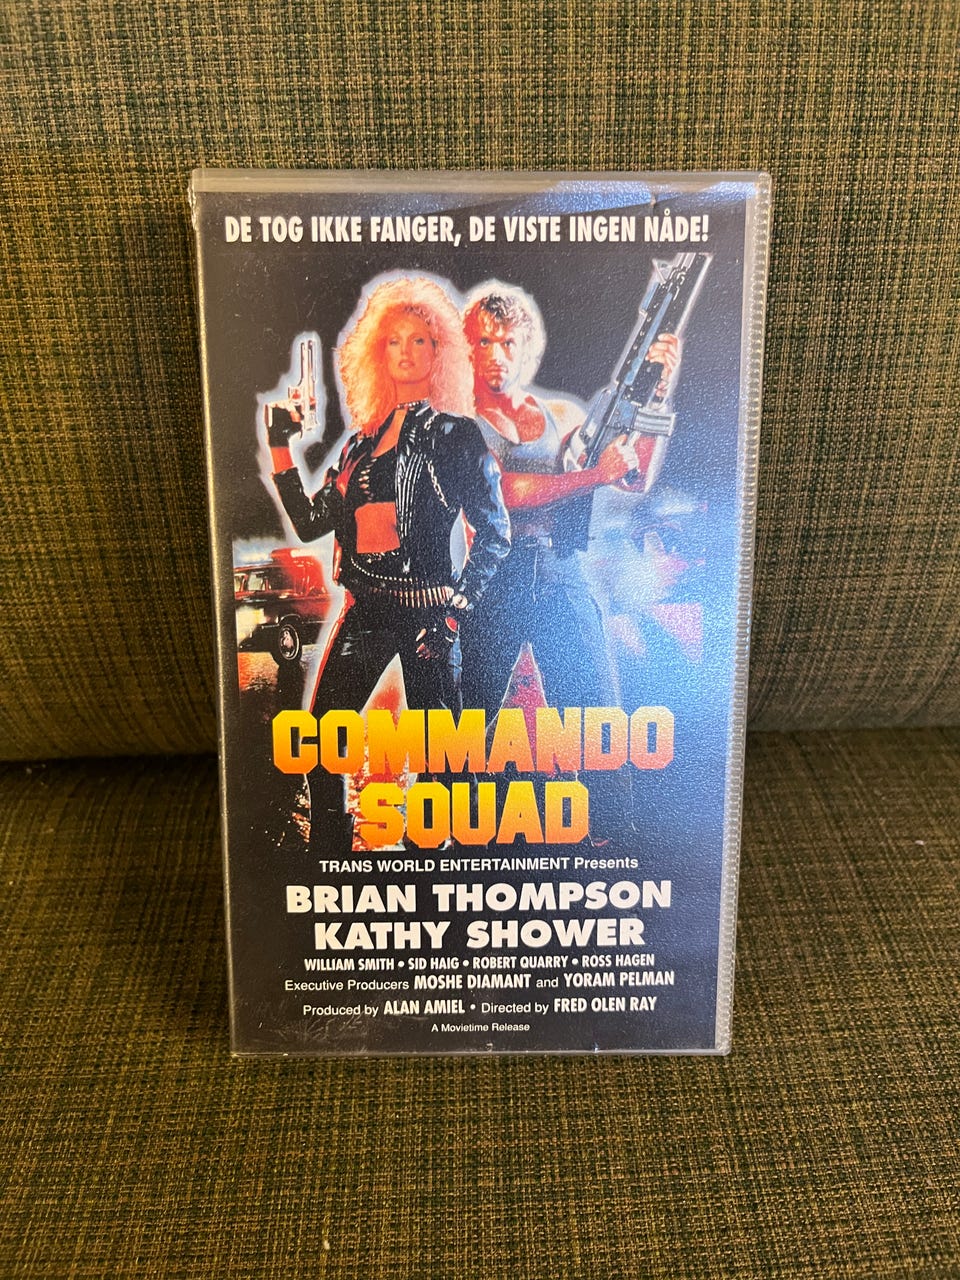 DE TOG IKKE FANGER, DE VISTE INGEN NÅDE!
COMMANDO
SQUAD
TRANS WORLD ENTERTAINMENT Presents
BRIAN THOMPSON
KATHY SHOWER
WILLIAM SMITH • SID HAIG • ROBERT QUARRY • ROSS HAGEN
Executive Producers MOSHE DIAMANT and YORAM PELMAN
Produced by ALAN AMIEL • Directed by FRED OLEN RAY
A Movietime Release